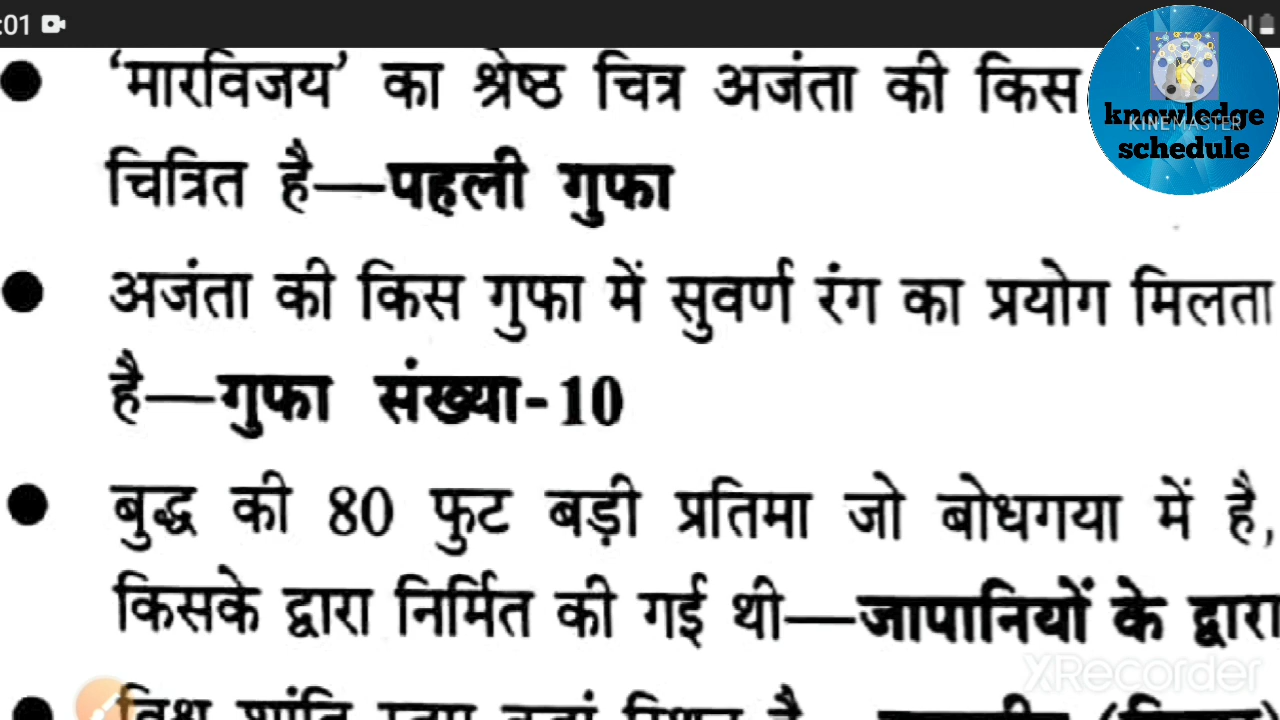 :01
● 'मारविजय' का श्रेष्ठ चित्र अजंता की किस
knowledge
KINEMASTER
schedule
चित्रित है—पहली गुफा
● अजंता की किस गुफा में सुवर्ण रंग का प्रयोग मिलता
है—गुफा संख्या-10
● बुद्ध की 80 फुट बड़ी प्रतिमा जो बोधगया में है,
किसके द्वारा निर्मित की गई थी—जापानियों के द्वारा
XRecorder